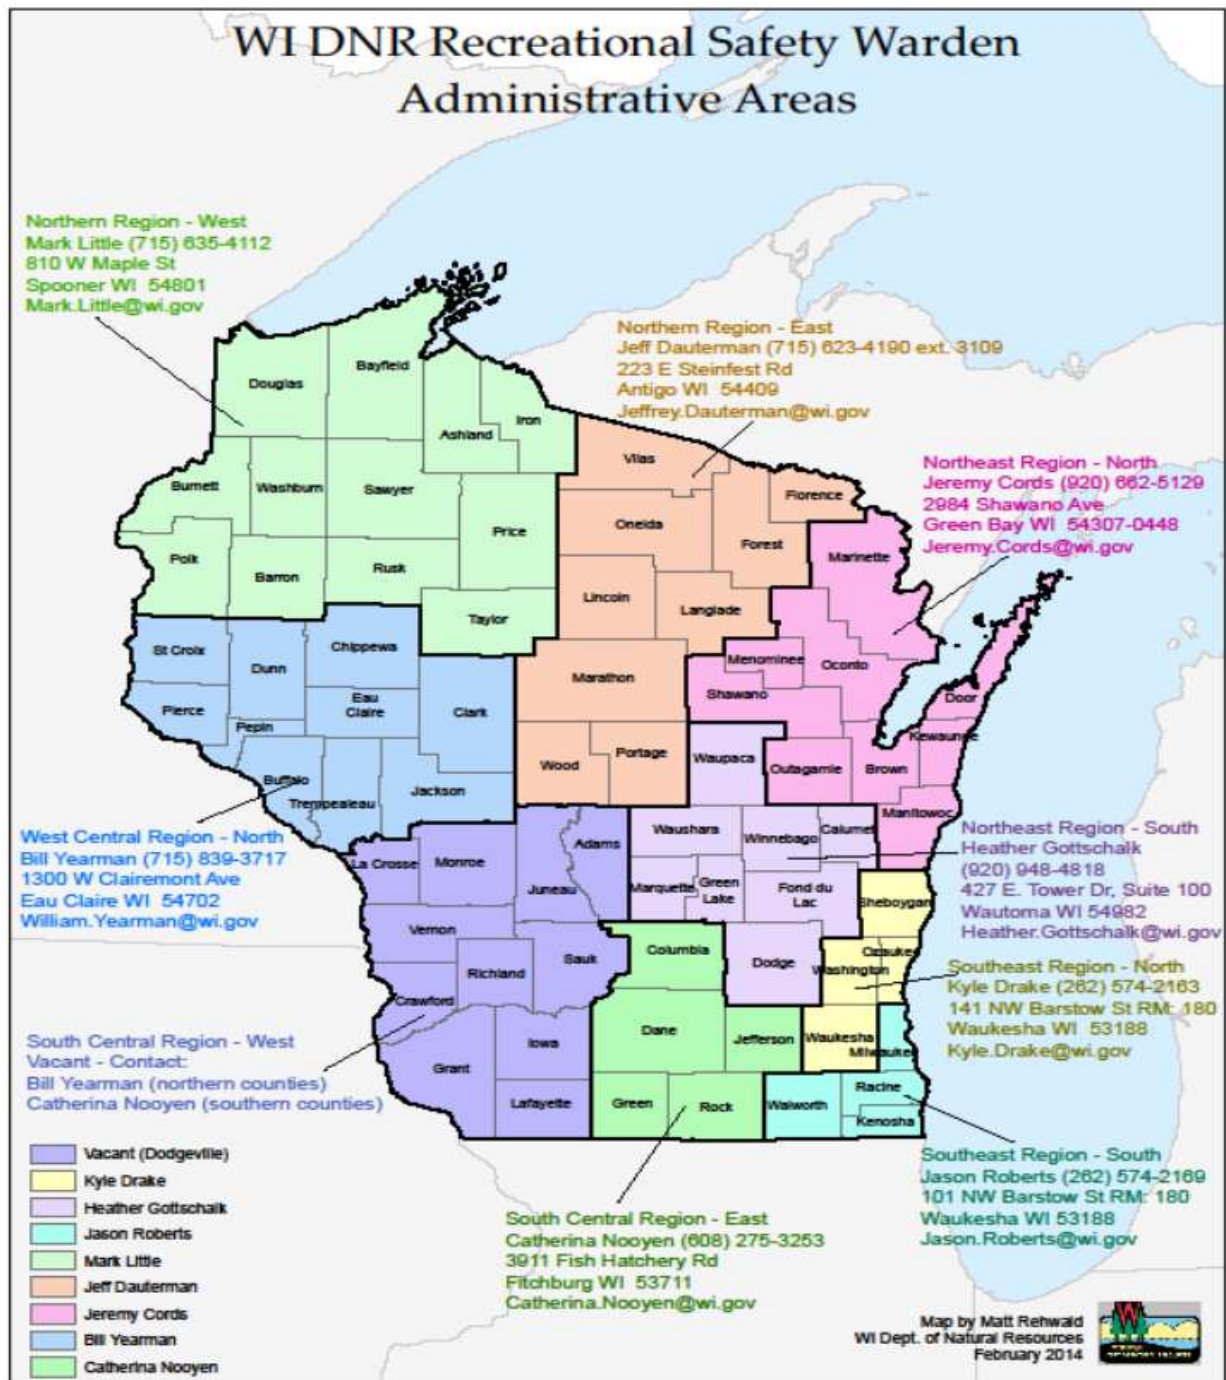 WI DNR Recreational Safety Warden
Administrative Areas
Northern Region - West
Mark Little (715) 635-4112
810 W Maple St
Spooner WI 54801
Mark.Little@wi.gov
Northern Region - East
Jeff Dauterman (715) 623-4190 ext. 3109
223 E Steinfest Rd
Antigo WI 54409
Jeffrey.Dauterman@wi.gov
Northeast Region - North
Jeremy Cords (920) 662-5129
2984 Shawano Ave
Green Bay WI 54307-0448
Jeremy.Cords@wi.gov
Douglas
Bayfield
Ashland
Iron
Vilas
Burnett
Washburn
Sawyer
Price
Oneida
Florence
Forest
Marinette
Polk
Barron
Rusk
Taylor
Lincoln
Langlade
St Croix
Dunn
Chippewa
Marathon
Menominee
Oconto
Shawano
Door
Pierce
Pepin
Eau
Claire
Clark
Wood
Portage
Waupaca
Outagamie
Brown
Kewaunee
Buffalo
Trempealeau
Jackson
Manitowoc
West Central Region - North
Bill Yearman (715) 839-3717
1300 W Clairemont Ave
Eau Claire WI 54702
William.Yearman@wi.gov
La Crosse
Monroe
Juneau
Adams
Waushara
Winnebago
Calumet
Marquette
Green
Lake
Fond du
Lac
Sheboygan
Northeast Region - South
Heather Gottschalk
(920) 948-4818
427 E. Tower Dr, Suite 100
Wautoma WI 54982
Heather.Gottschalk@wi.gov
Vernon
Richland
Sauk
Columbia
Dodge
Washington
Ozaukee
Crawford
Southeast Region - North
Kyle Drake (262) 574-2163
141 NW Barstow St RM: 180
Waukesha WI 53188
Kyle.Drake@wi.gov
South Central Region - West
Vacant - Contact:
Bill Yearman (northern counties)
Catherina Nooyen (southern counties)
Grant
Iowa
Dane
Jefferson
Waukesha
Milwaukee
Lafayette
Green
Rock
Walworth
Racine
Kenosha
Southeast Region - South
Jason Roberts (262) 574-2169
101 NW Barstow St RM: 180
Waukesha WI 53188
Jason.Roberts@wi.gov
South Central Region - East
Catherina Nooyen (608) 275-3253
3911 Fish Hatchery Rd
Fitchburg WI 53711
Catherina.Nooyen@wi.gov
Vacant (Dodgeville)
Kyle Drake
Heather Gottschalk
Jason Roberts
Mark Little
Jeff Dauterman
Jeremy Cords
Bill Yearman
Catherina Nooyen
Map by Matt Rehwald
WI Dept. of Natural Resources
February 2014